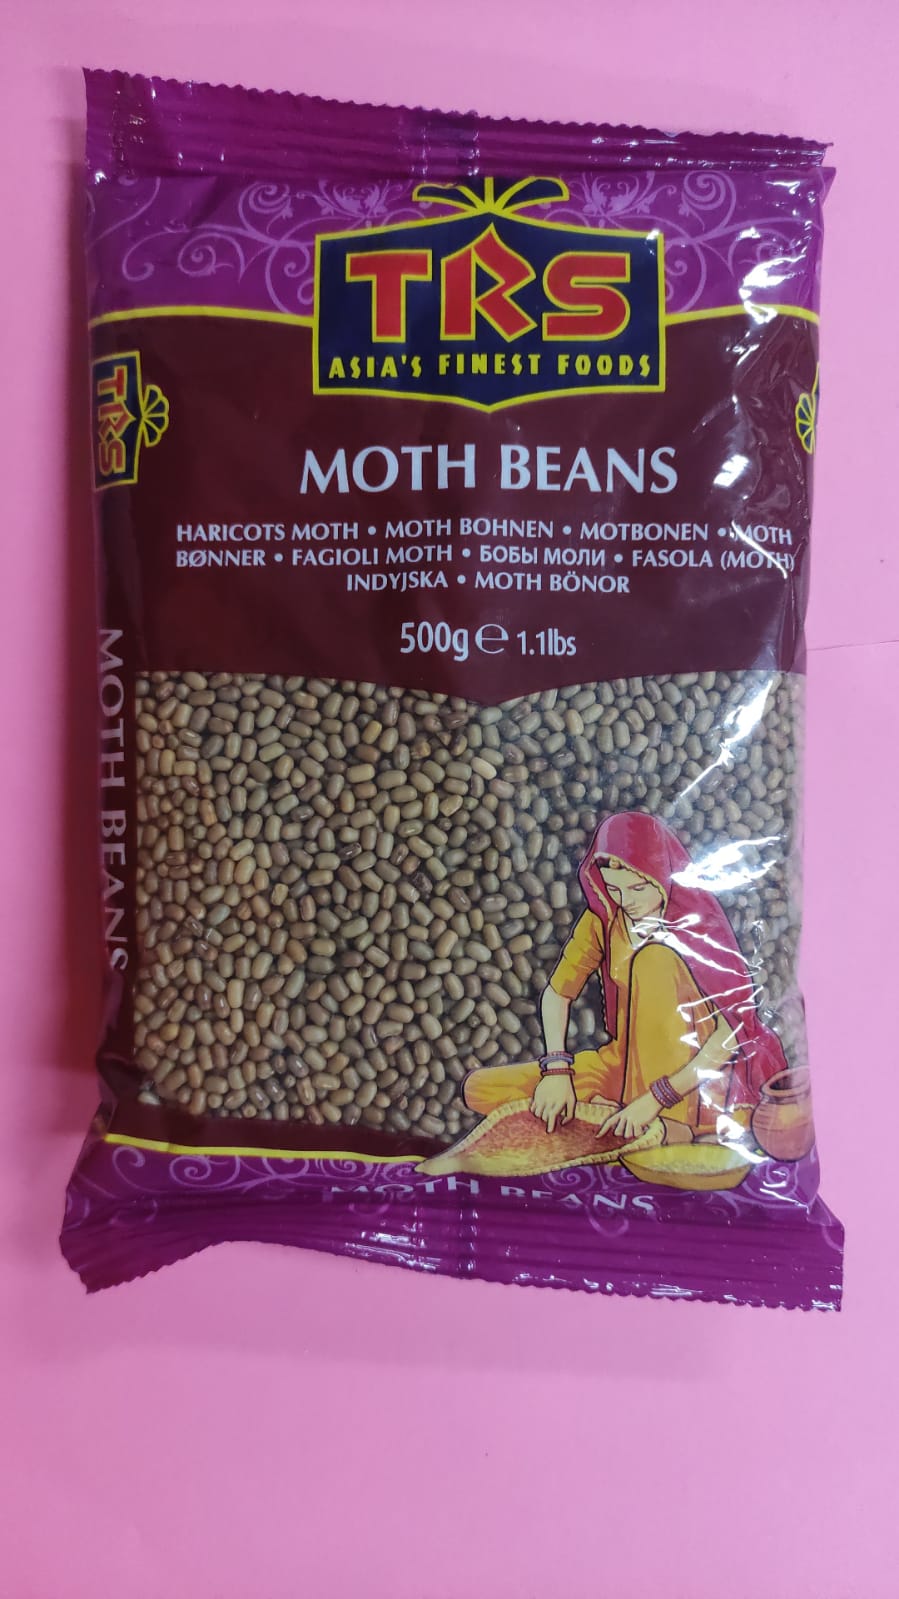 TRS
ASIA'S FINEST FOODS
TRS
MOTH BEANS
HARICOTS MOTH • MOTH BOHNEN • MOTBONEN • MOTH
BØNNER • FAGIOLI MOTH • БОБЫ МОЛИ • FASOLA (MOTH)
INDYJSKA • MOTH BÖNOR
500g ℮ 1.1lbs
MOTH BEANS
MOTH BEANS